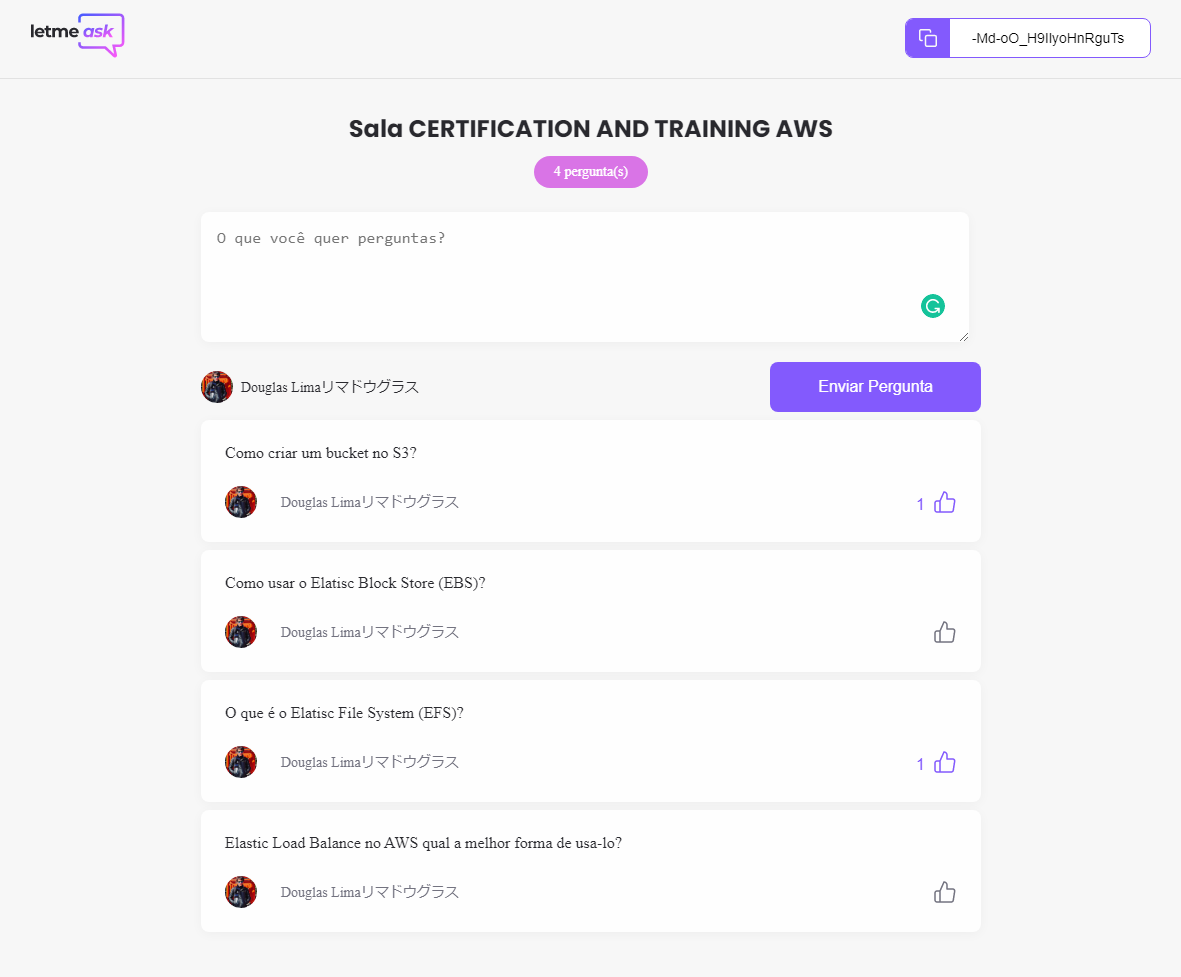 letme ask
-Md-oO_H9IIyoHnRguTs
Sala CERTIFICATION AND TRAINING AWS
4 pergunta(s)
O que você quer perguntas?
Douglas Limaリマドウグラス
Enviar Pergunta
Como criar um bucket no S3?
Douglas Limaリマドウグラス
1
Como usar o Elatisc Block Store (EBS)?
Douglas Limaリマドウグラス
O que é o Elatisc File System (EFS)?
Douglas Limaリマドウグラス
1
Elastic Load Balance no AWS qual a melhor forma de usa-lo?
Douglas Limaリマドウグラス